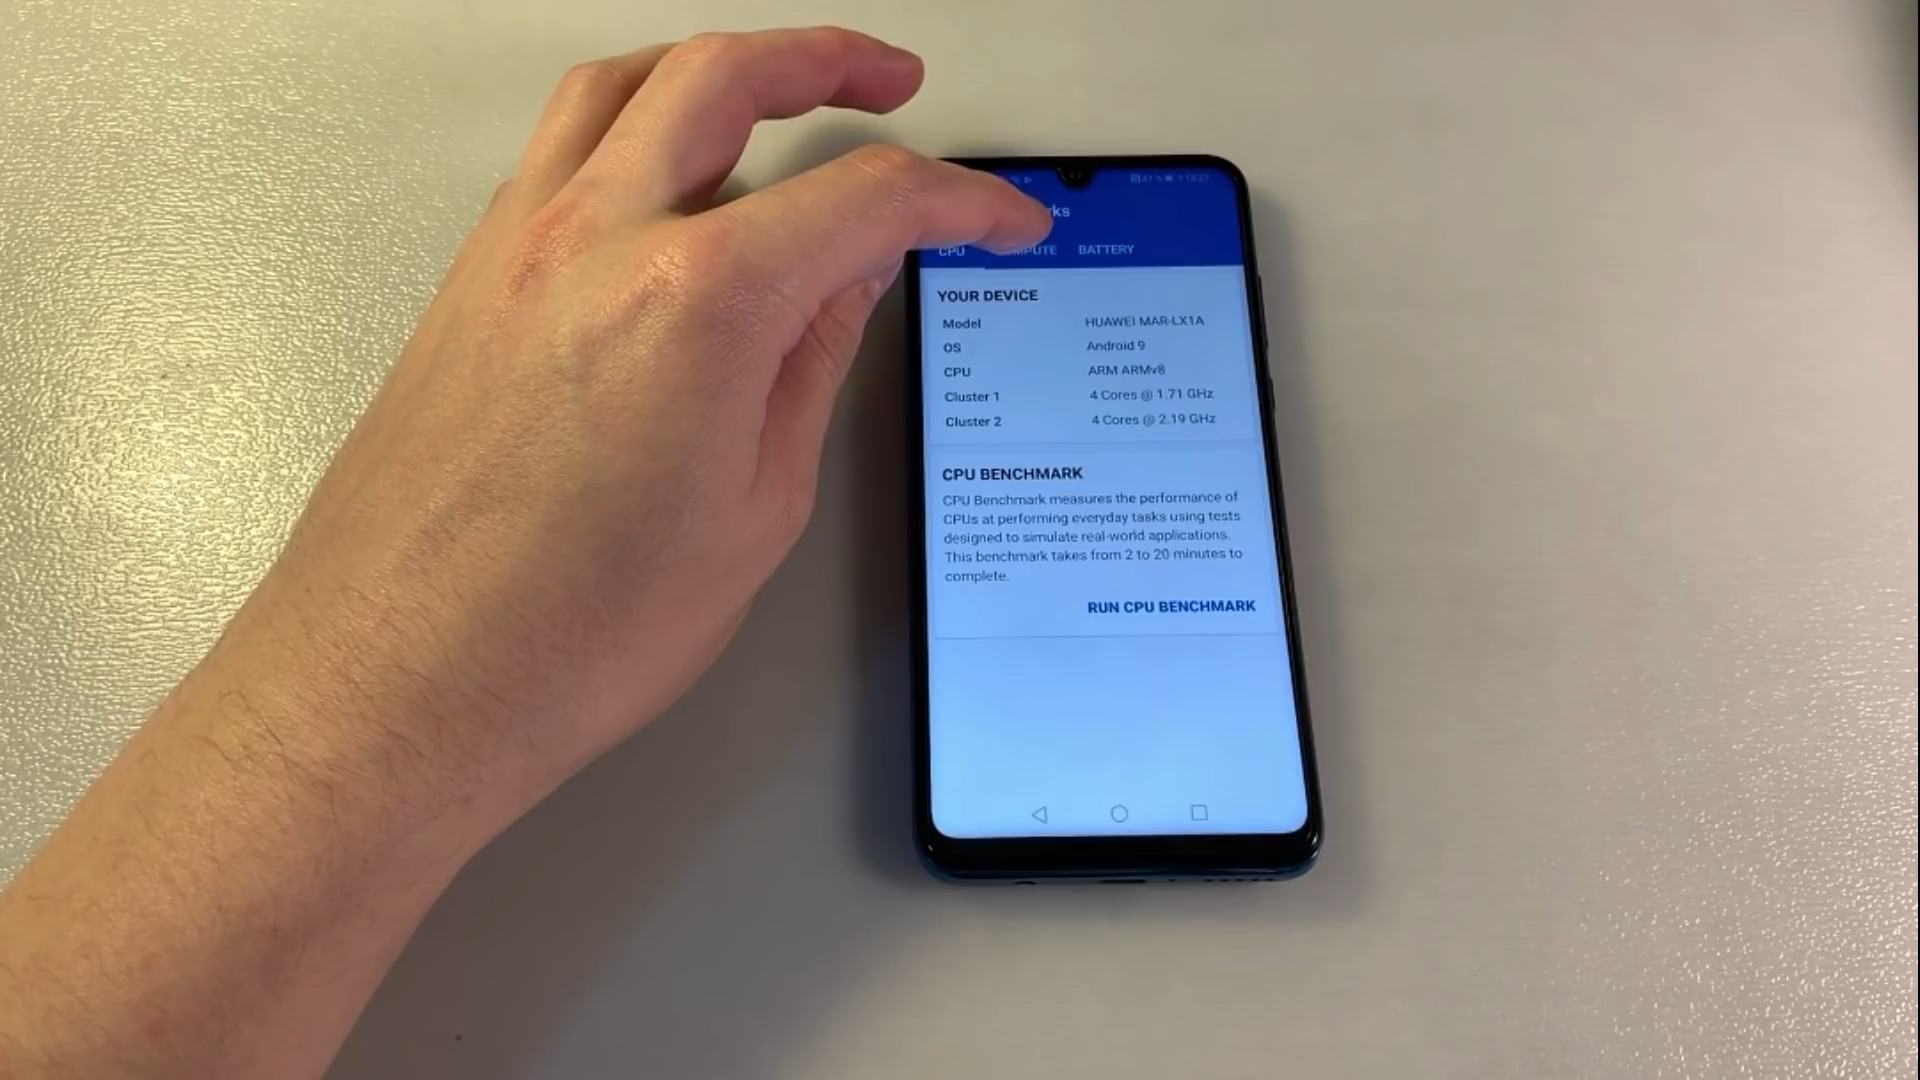 CPU BATTERY
YOUR DEVICE
Model HUAWEI MAR-LX1A
OS Android 9
CPU ARM ARMv8
Cluster 1 4 Cores @ 1.71 GHz
Cluster 2 4 Cores @ 2.19 GHz
CPU BENCHMARK
CPU Benchmark measures the performance of
CPUs at performing everyday tasks using tests
designed to simulate real-world applications.
This benchmark takes from 2 to 20 minutes to
complete.
RUN CPU BENCHMARK